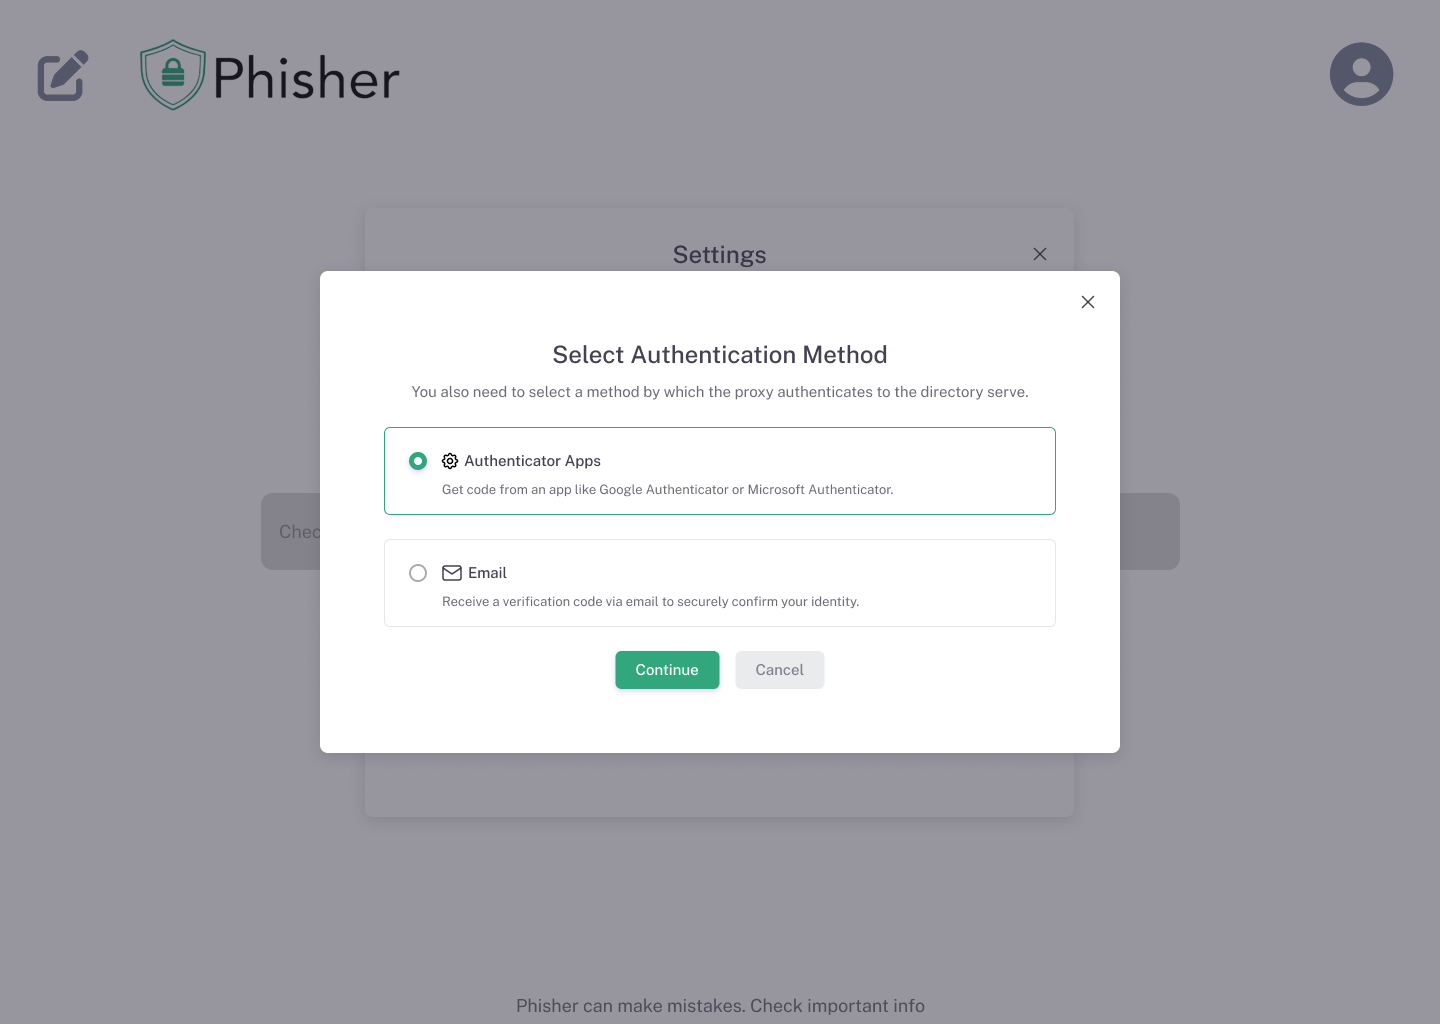 Phisher
Settings
Select Authentication Method
You also need to select a method by which the proxy authenticates to the directory serve.
Authenticator Apps
Get code from an app like Google Authenticator or Microsoft Authenticator.
Chec
Email
Receive a verification code via email to securely confirm your identity.
Continue
Cancel
Phisher can make mistakes. Check important info